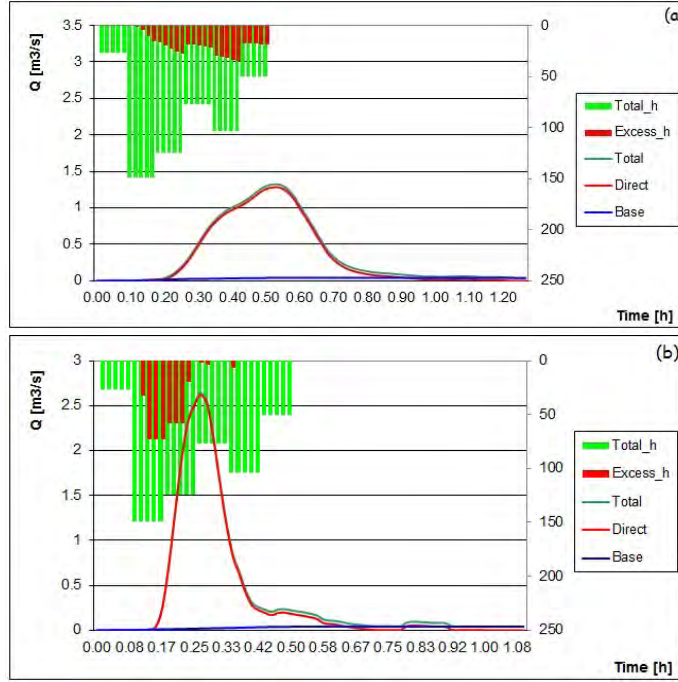 (a)
Q [m3/s]
3.5
3
2.5
2
1.5
1
0.5
0
0
50
100
150
200
250
0.00 0.10 0.20 0.30 0.40 0.50 0.60 0.70 0.80 0.90 1.00 1.10 1.20
Time [h]
Total_h
Excess_h
Total
Direct
Base
(b)
Q [m3/s]
3
2.5
2
1.5
1
0.5
0
0
50
100
150
200
250
0.00 0.08 0.17 0.25 0.33 0.42 0.50 0.58 0.67 0.75 0.83 0.92 1.00 1.08
Time [h]
Total_h
Excess_h
Total
Direct
Base